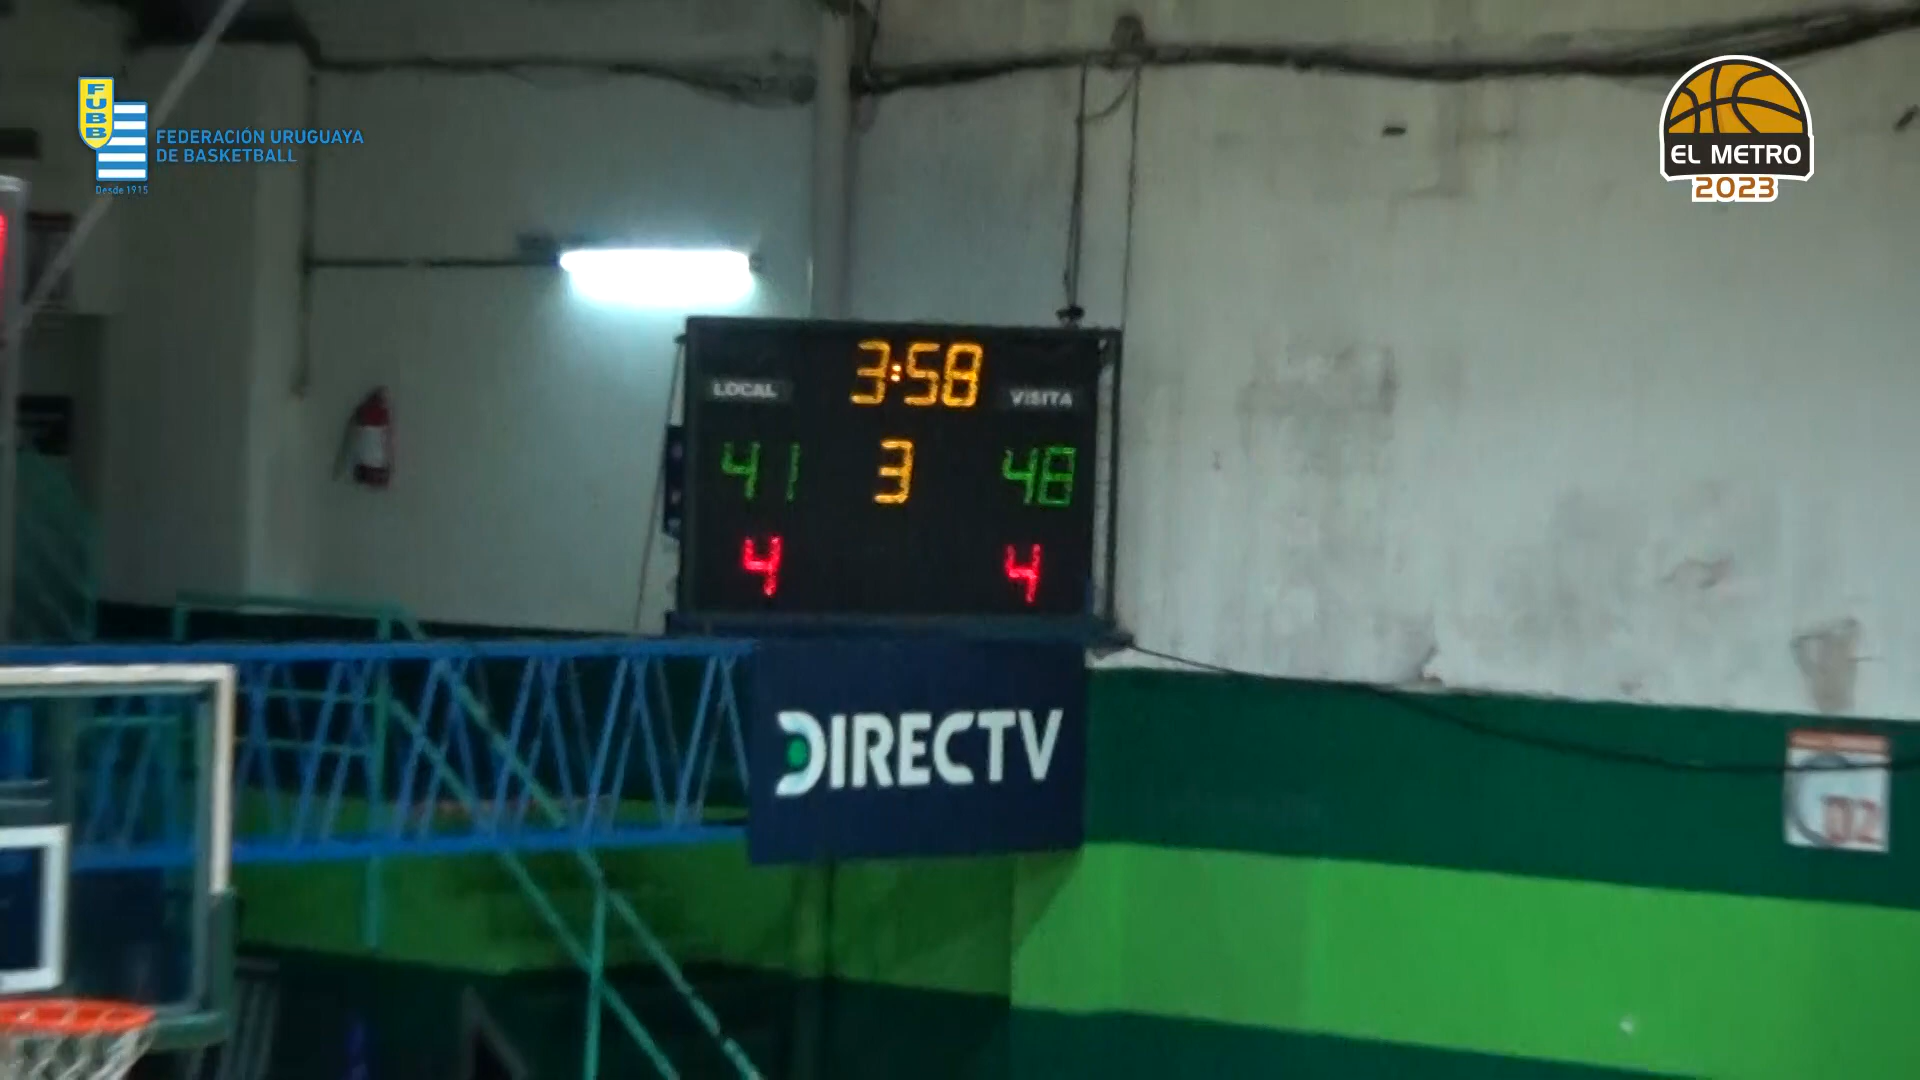 FUBB
FEDERACIÓN URUGUAYA
DE BASKETBALL
Desde 1915
EL METRO
2023
3:58
LOCAL
VISITA
41
3
48
4
4
DIRECTV